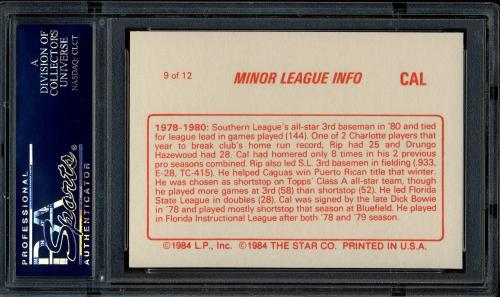 A
DIVISION OF
COLLECTORS
UNIVERSE
NASDAQ: CLCT
PROFESSIONAL
PSA
Sports
AUTHENTICATOR
9 of 12
MINOR LEAGUE INFO
CAL
1978-1980: Southern League's all-star 3rd baseman in '80 and tied
for league lead in games played (144). One of 2 Charlotte players that
year to break club's home run record, Rip had 25 and Drungo
Hazewood had 28. Cal had homered only 8 times in his 2 previous
pro seasons combined. Rip also led S.L. 3rd basemen in fielding (.933,
E-28, TC-415). He helped Caguas win Puerto Rican title that winter.
He was chosen as shortstop on Topps' Class A all-star team, though
he played more games at 3rd (58) than shortstop (52). He led Florida
State League in doubles (28). Cal was signed by the late Dick Bowie
in '78 and played mostly shortstop that season at Bluefield. He played
in Florida Instructional League after both '78 and '79 season.
©1984 L.P., Inc. ©1984 THE STAR CO. PRINTED IN U.S.A.